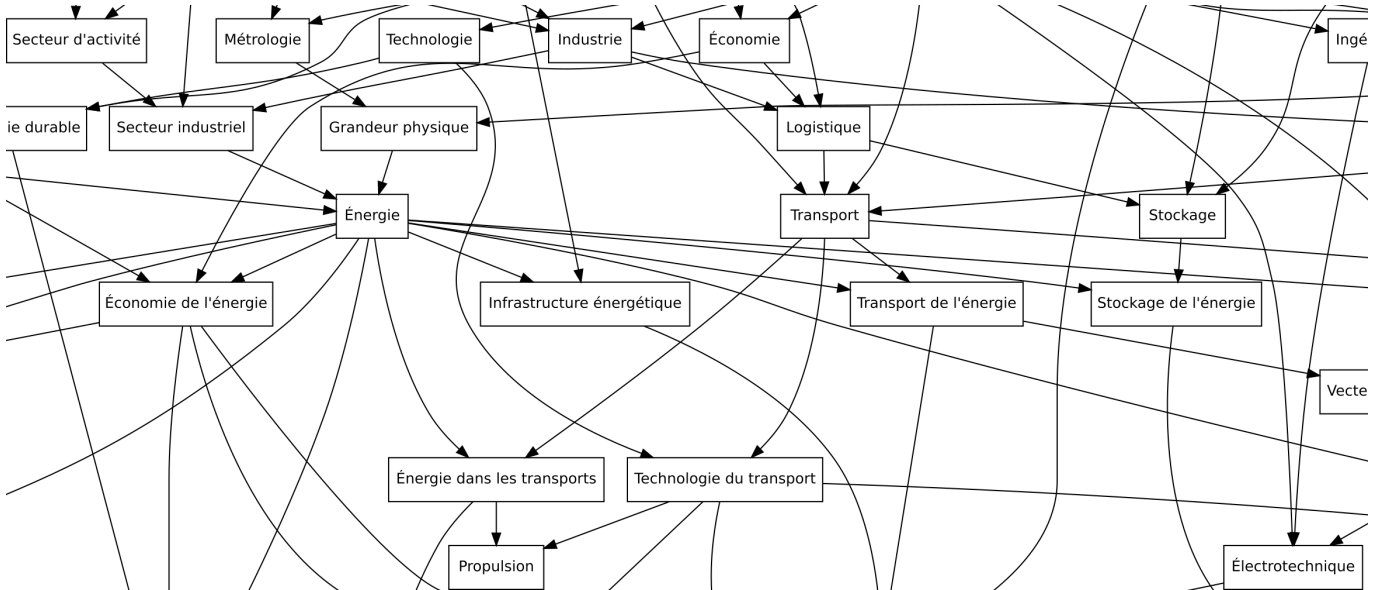 Secteur d'activité
Métrologie
Technologie
Industrie
Économie
Ingé
ie durable
Secteur industriel
Grandeur physique
Logistique
Énergie
Transport
Stockage
Économie de l'énergie
Infrastructure énergétique
Transport de l'énergie
Stockage de l'énergie
Vecte
Énergie dans les transports
Technologie du transport
Propulsion
Électrotechnique